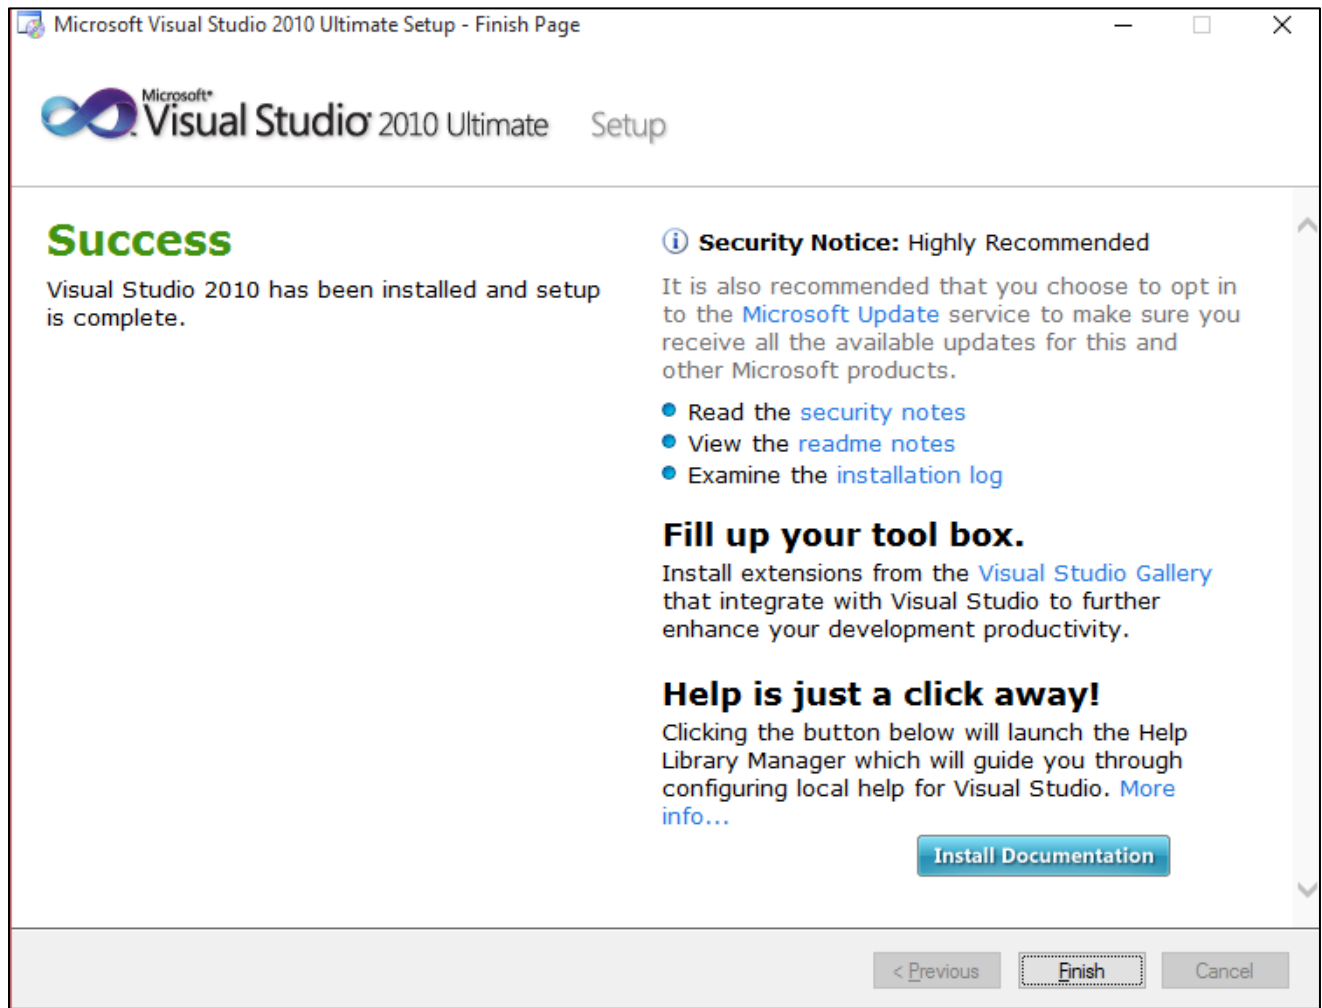 Microsoft Visual Studio 2010 Ultimate Setup - Finish Page
Microsoft®
Visual Studio® 2010 Ultimate Setup
Success
Visual Studio 2010 has been installed and setup
is complete.
Security Notice: Highly Recommended
It is also recommended that you choose to opt in
to the Microsoft Update service to make sure you
receive all the available updates for this and
other Microsoft products.
Read the security notes
View the readme notes
Examine the installation log
Fill up your tool box.
Install extensions from the Visual Studio Gallery
that integrate with Visual Studio to further
enhance your development productivity.
Help is just a click away!
Clicking the button below will launch the Help
Library Manager which will guide you through
configuring local help for Visual Studio. More
info...
Install Documentation
< Previous Finish Cancel